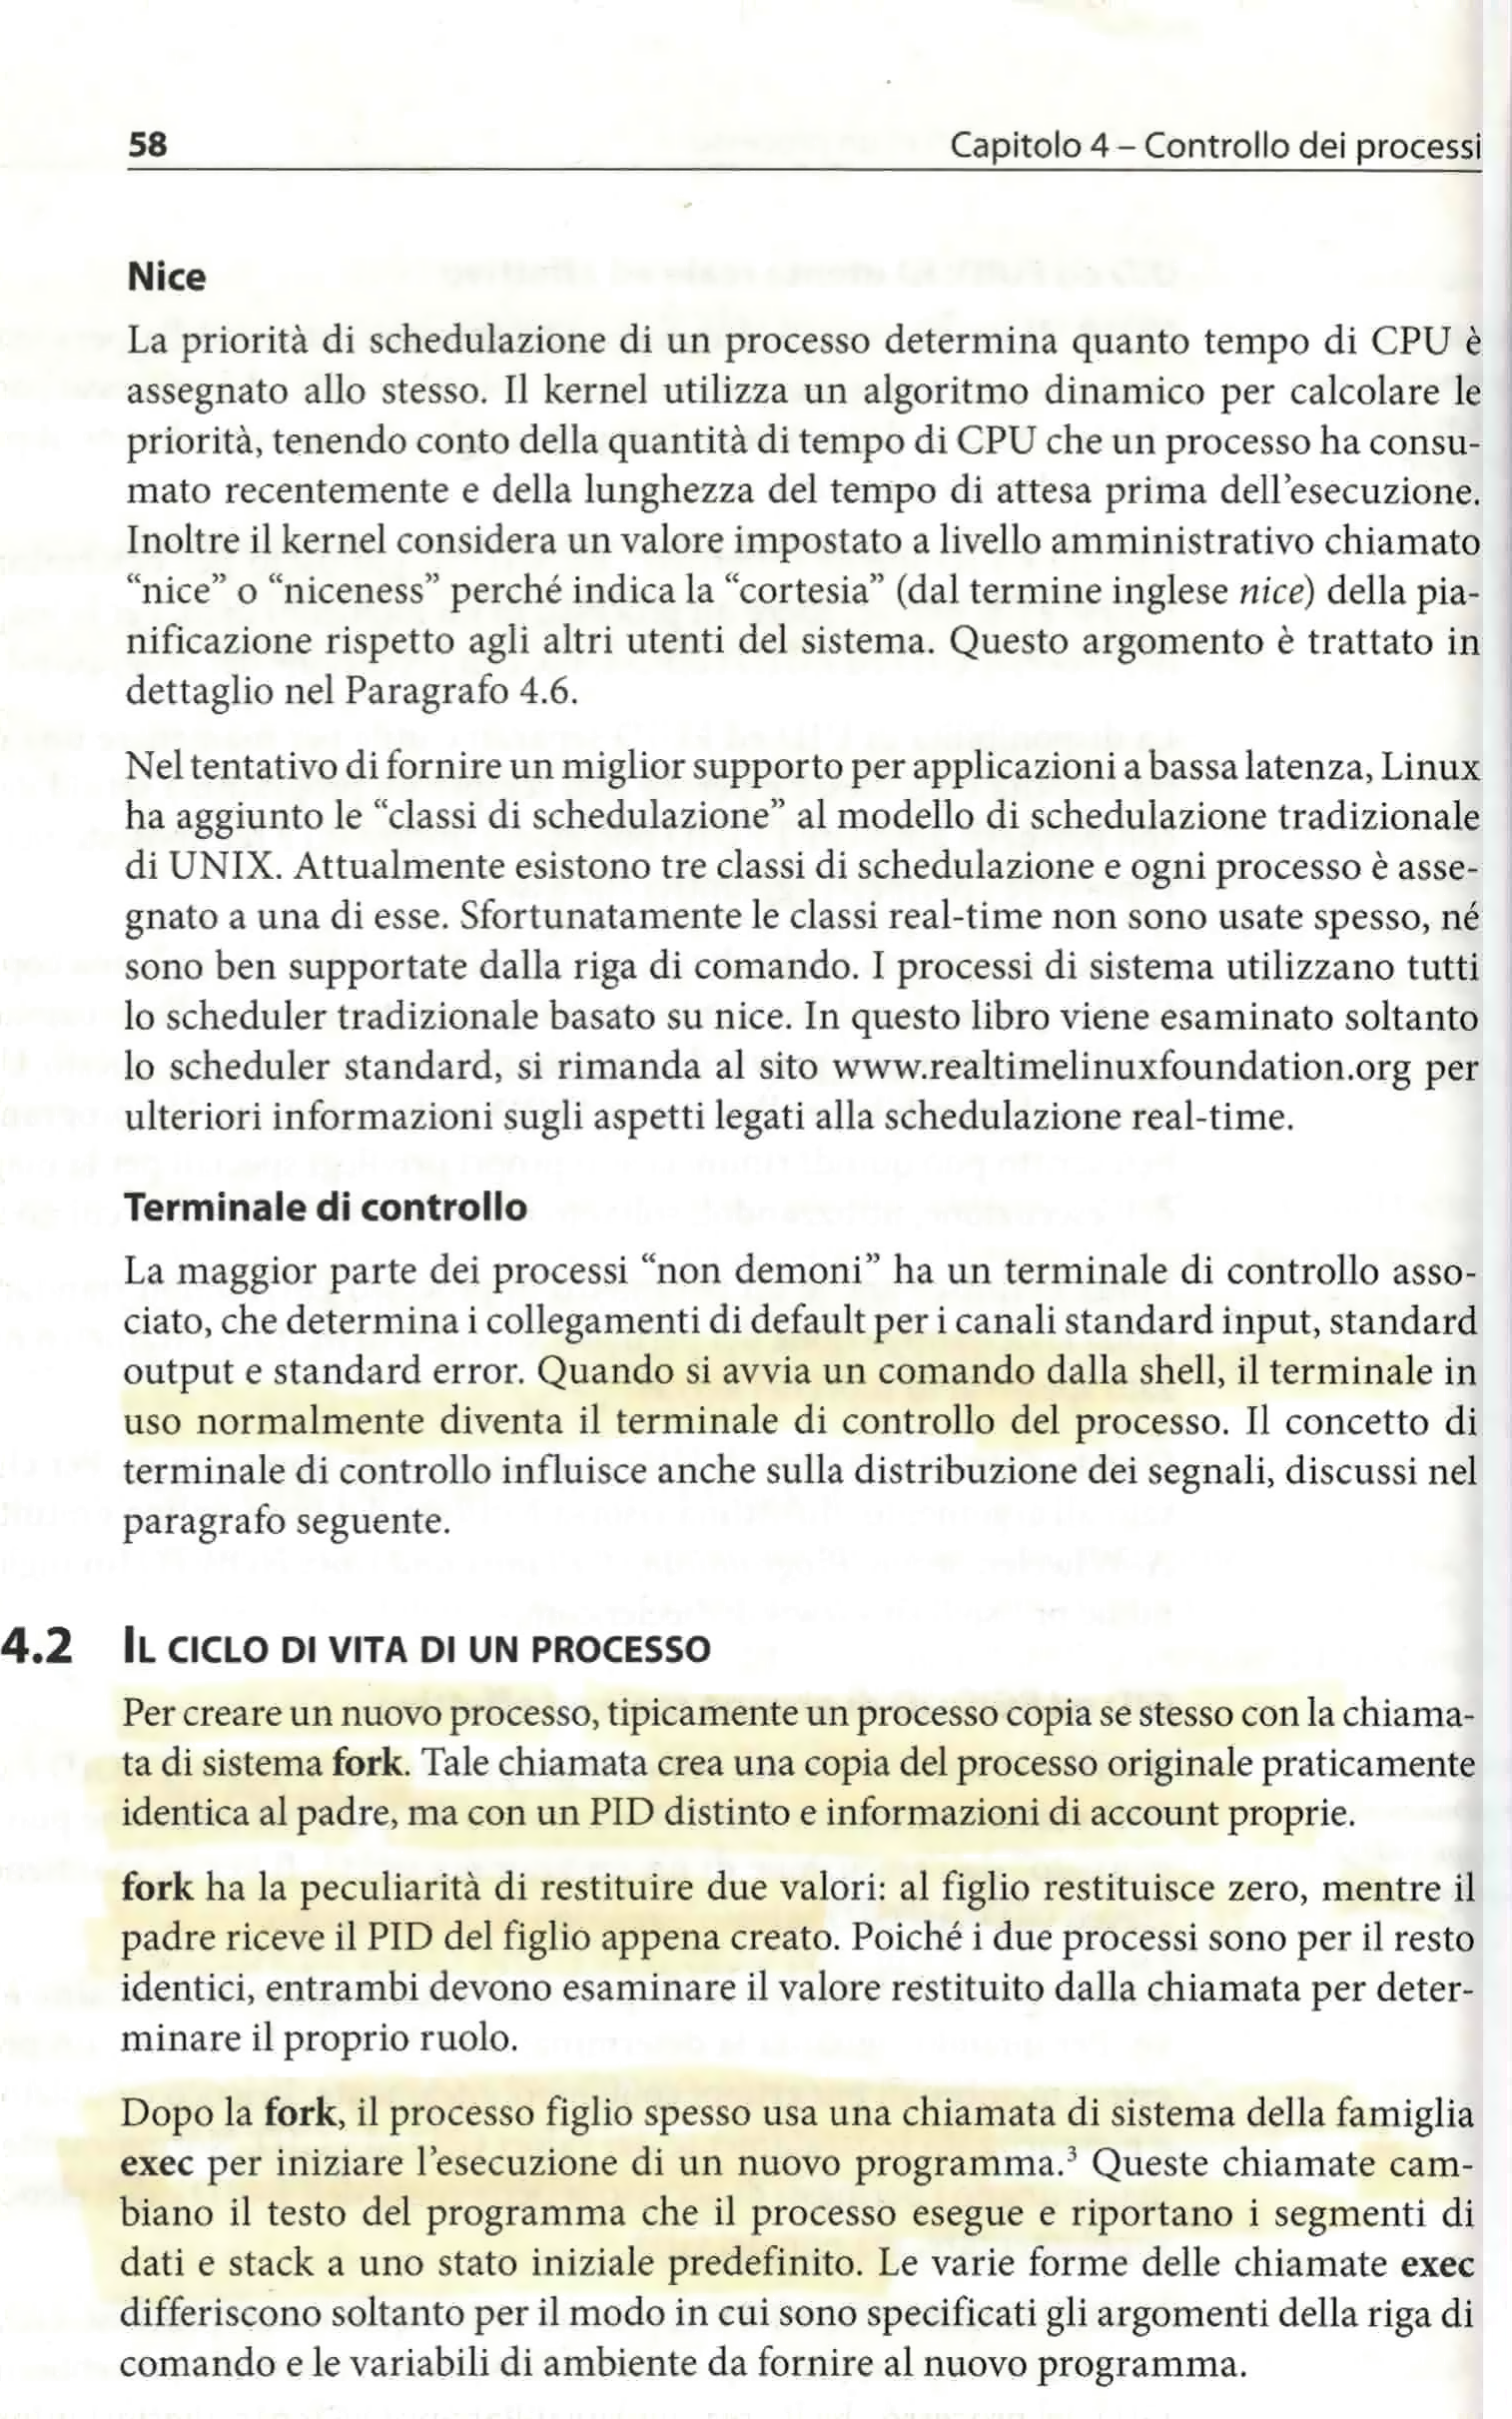 58
Capitolo 4 – Controllo dei processi
Nice
La priorità di schedulazione di un processo determina quanto tempo di CPU è
assegnato allo stesso. Il kernel utilizza un algoritmo dinamico per calcolare le
priorità, tenendo conto della quantità di tempo di CPU che un processo ha consu-
mato recentemente e della lunghezza del tempo di attesa prima dell’esecuzione.
Inoltre il kernel considera un valore impostato a livello amministrativo chiamato
“nice” o “niceness” perché indica la “cortesia” (dal termine inglese nice) della pia-
nificazione rispetto agli altri utenti del sistema. Questo argomento è trattato in
dettaglio nel Paragrafo 4.6.
Nel tentativo di fornire un miglior supporto per applicazioni a bassa latenza, Linux
ha aggiunto le “classi di schedulazione” al modello di schedulazione tradizionale
di UNIX. Attualmente esistono tre classi di schedulazione e ogni processo è asse-
gnato a una di esse. Sfortunatamente le classi real-time non sono usate spesso, né
sono ben supportate dalla riga di comando. I processi di sistema utilizzano tutti
lo scheduler tradizionale basato su nice. In questo libro viene esaminato soltanto
lo scheduler standard, si rimanda al sito www.realtimelinuxfoundation.org per
ulteriori informazioni sugli aspetti legati alla schedulazione real-time.
Terminale di controllo
La maggior parte dei processi “non demoni” ha un terminale di controllo asso-
ciato, che determina i collegamenti di default per i canali standard input, standard
output e standard error. Quando si avvia un comando dalla shell, il terminale in
uso normalmente diventa il terminale di controllo del processo. Il concetto di
terminale di controllo influisce anche sulla distribuzione dei segnali, discussi nel
paragrafo seguente.
4.2 IL CICLO DI VITA DI UN PROCESSO
Per creare un nuovo processo, tipicamente un processo copia se stesso con la chiama-
ta di sistema fork. Tale chiamata crea una copia del processo originale praticamente
identica al padre, ma con un PID distinto e informazioni di account proprie.
fork ha la peculiarità di restituire due valori: al figlio restituisce zero, mentre il
padre riceve il PID del figlio appena creato. Poiché i due processi sono per il resto
identici, entrambi devono esaminare il valore restituito dalla chiamata per deter-
minare il proprio ruolo.
Dopo la fork, il processo figlio spesso usa una chiamata di sistema della famiglia
exec per iniziare l’esecuzione di un nuovo programma.³ Queste chiamate cam-
biano il testo del programma che il processo esegue e riportano i segmenti di
dati e stack a uno stato iniziale predefinito. Le varie forme delle chiamate exec
differiscono soltanto per il modo in cui sono specificati gli argomenti della riga di
comando e le variabili di ambiente da fornire al nuovo programma.